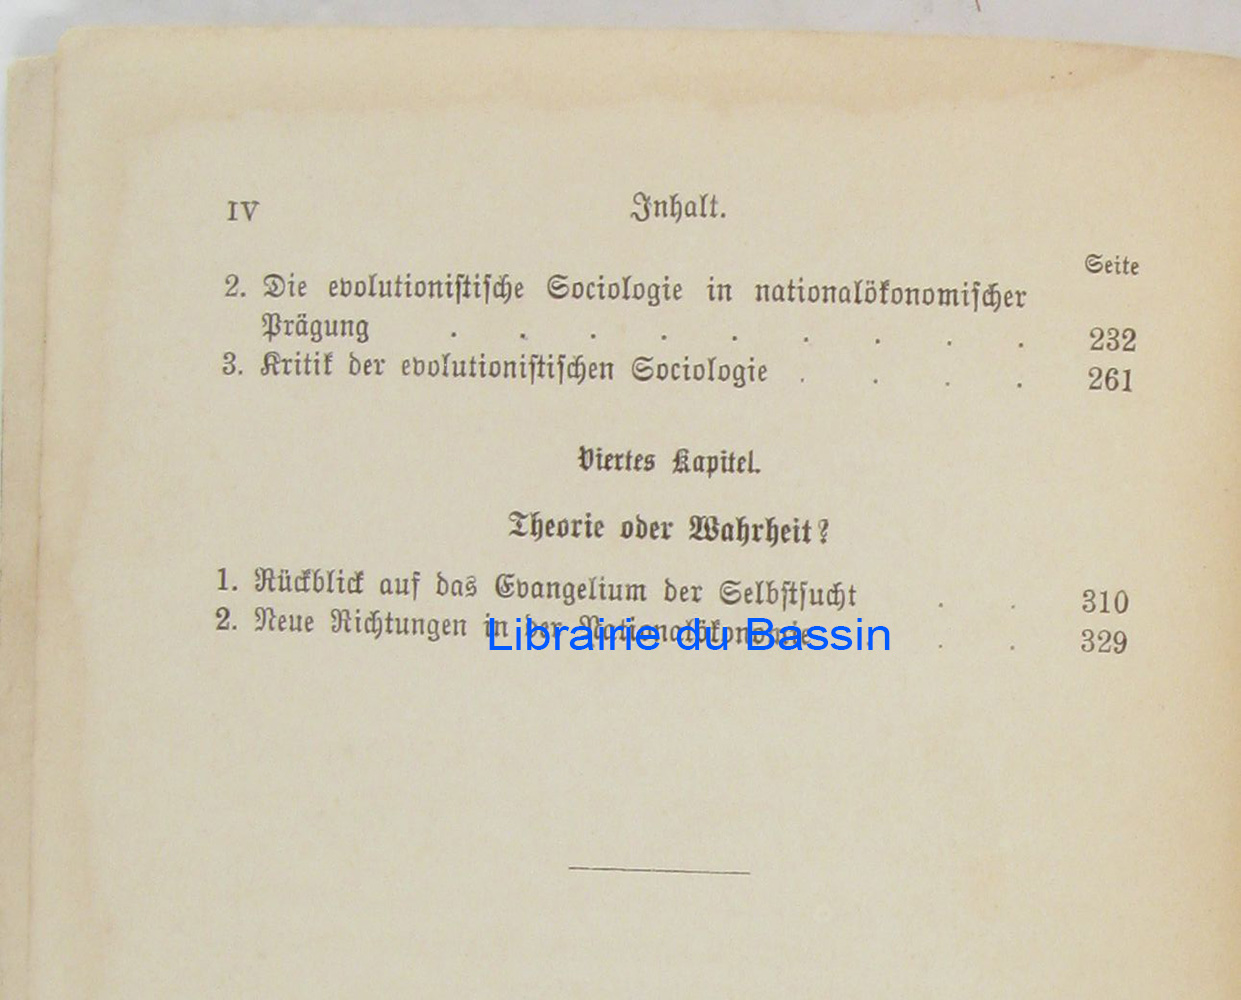 IV Inhalt.
Seite
2. Die evolutionistische Sociologie in nationalökonomischer
Prägung . . . . . . . . . 232
3. Kritik der evolutionistischen Sociologie . . . . 261
Viertes Kapitel.
Theorie oder Wahrheit?
1. Rückblick auf das Evangelium der Selbstsucht . . 310
2. Neue Richtungen in der Nationalökonomie . . . 329
Librairie du Bassin